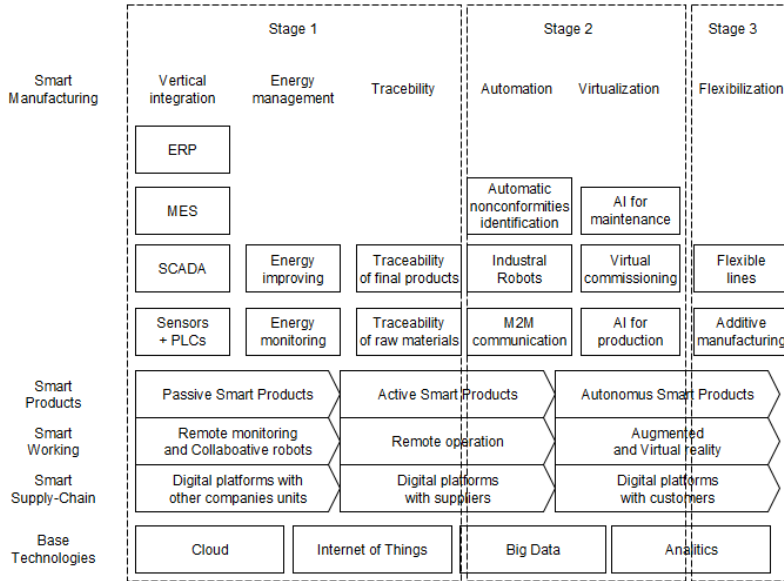 Stage 1
Stage 2
Stage 3
Smart
Manufacturing
Vertical
integration
Energy
management
Tracebility
Automation
Virtualization
Flexibilization
ERP
MES
Automatic
nonconformities
identification
AI for
maintenance
SCADA
Energy
improving
Traceability
of final products
Industral
Robots
Virtual
commissioning
Flexible
lines
Sensors
+ PLCs
Energy
monitoring
Traceability
of raw materials
M2M
communication
AI for
production
Additive
manufacturing
Smart
Products
Passive Smart Products
Active Smart Products
Autonomus Smart Products
Smart
Working
Remote monitoring
and Collaboative robots
Remote operation
Augmented
and Virtual reality
Smart
Supply-Chain
Digital platforms with
other companies units
Digital platforms
with suppliers
Digital platforms
with customers
Base
Technologies
Cloud
Internet of Things
Big Data
Analitics